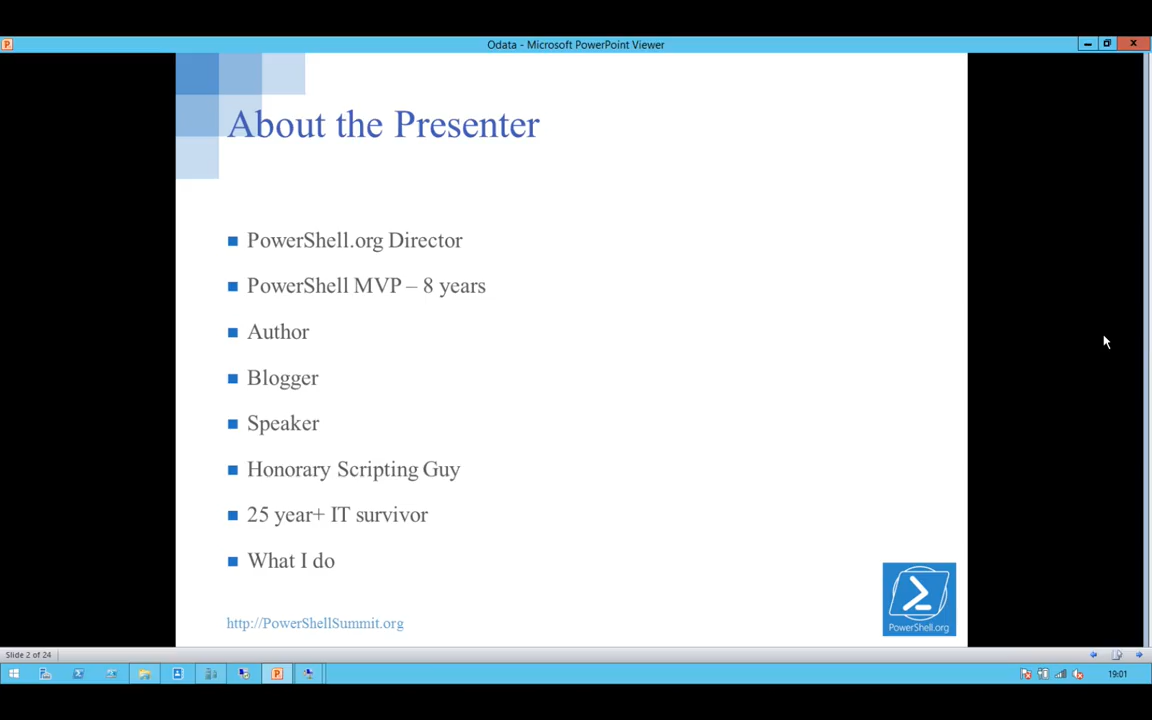 Odata - Microsoft PowerPoint Viewer
About the Presenter
PowerShell.org Director
PowerShell MVP – 8 years
Author
Blogger
Speaker
Honorary Scripting Guy
25 year+ IT survivor
What I do
http://PowerShellSummit.org
PowerShell.org
Slide 2 of 24
19:01